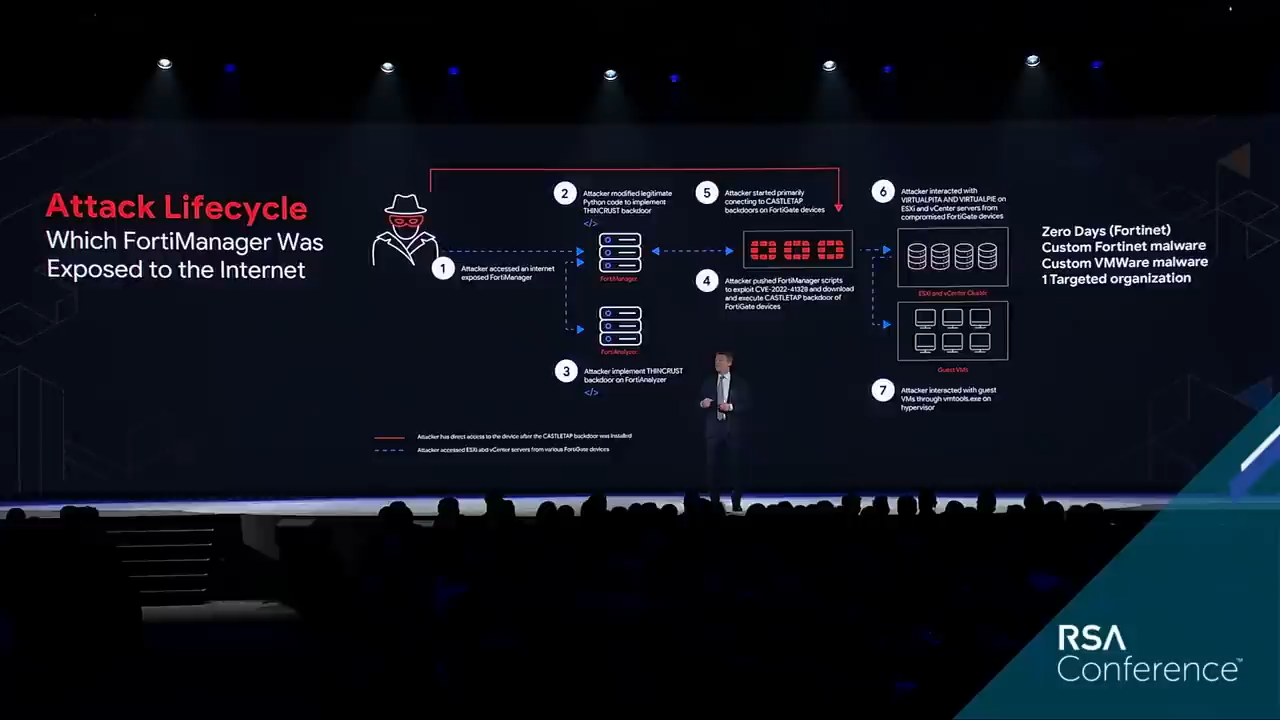 Attack Lifecycle
Which FortiManager Was
Exposed to the Internet
1
Attacker accessed an internet
exposed FortiManager
2
Attacker modified legitimate
Python code to implement
THINCRUST backdoor
</>
FortiManager
FortiAnalyzer
3
Attacker implement THINCRUST
backdoor on FortiAnalyzer
</>
5
Attacker started primarily
conecting to CASTLETAP
backdoors on FortiGate devices
4
Attacker pushed FortiManager scripts
to exploit CVE-2022-41328 and download
and execute CASTLETAP backdoor of
FortiGate devices
6
Attacker interacted with
VIRTUALPITA AND VIRTUALPIE on
ESXi and vCenter servers from
compromised FortiGate devices
ESXi and vCenter Cluster
Guest VMs
7
Attacker interacted with guest
VMs through vmtools.exe on
hypervisor
Zero Days (Fortinet)
Custom Fortinet malware
Custom VMWare malware
1 Targeted organization
Attacker has direct access to the device after the CASTLETAP backdoor was installed
Attacker accessed ESXi and vCenter servers from various FortiGate devices
RSA
Conference™